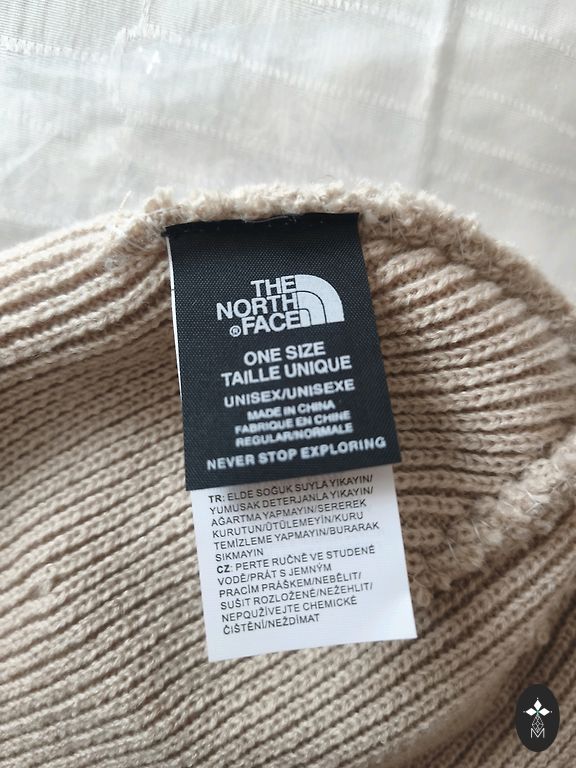 THE
NORTH
®FACE
ONE SIZE
TAILLE UNIQUE
UNISEX/UNISEXE
MADE IN CHINA
FABRIQUE EN CHINE
REGULAR/NORMALE
NEVER STOP EXPLORING
TR: ELDE SOĞUK SUYLA YIKAYIN/
YUMUSAK DETERJANLA YIKAYIN/
AĞARTMA YAPMAYIN/SEREREK
KURUTUN/ÜTÜLEMEYİN/KURU
TEMİZLEME YAPMAYIN/BURARAK
SIKMAYIN
CZ: PERTE RUČNĚ VE STUDENÉ
VODĚ/PRÁT S JEMNÝM
PRACÍM PRÁŠKEM/NEBĚLIT/
SUŠIT ROZLOŽENÉ/NEŽEHLIT/
NEPOUŽÍVEJTE CHEMICKÉ
ČIŠTĚNÍ/NEŽDÍMAT